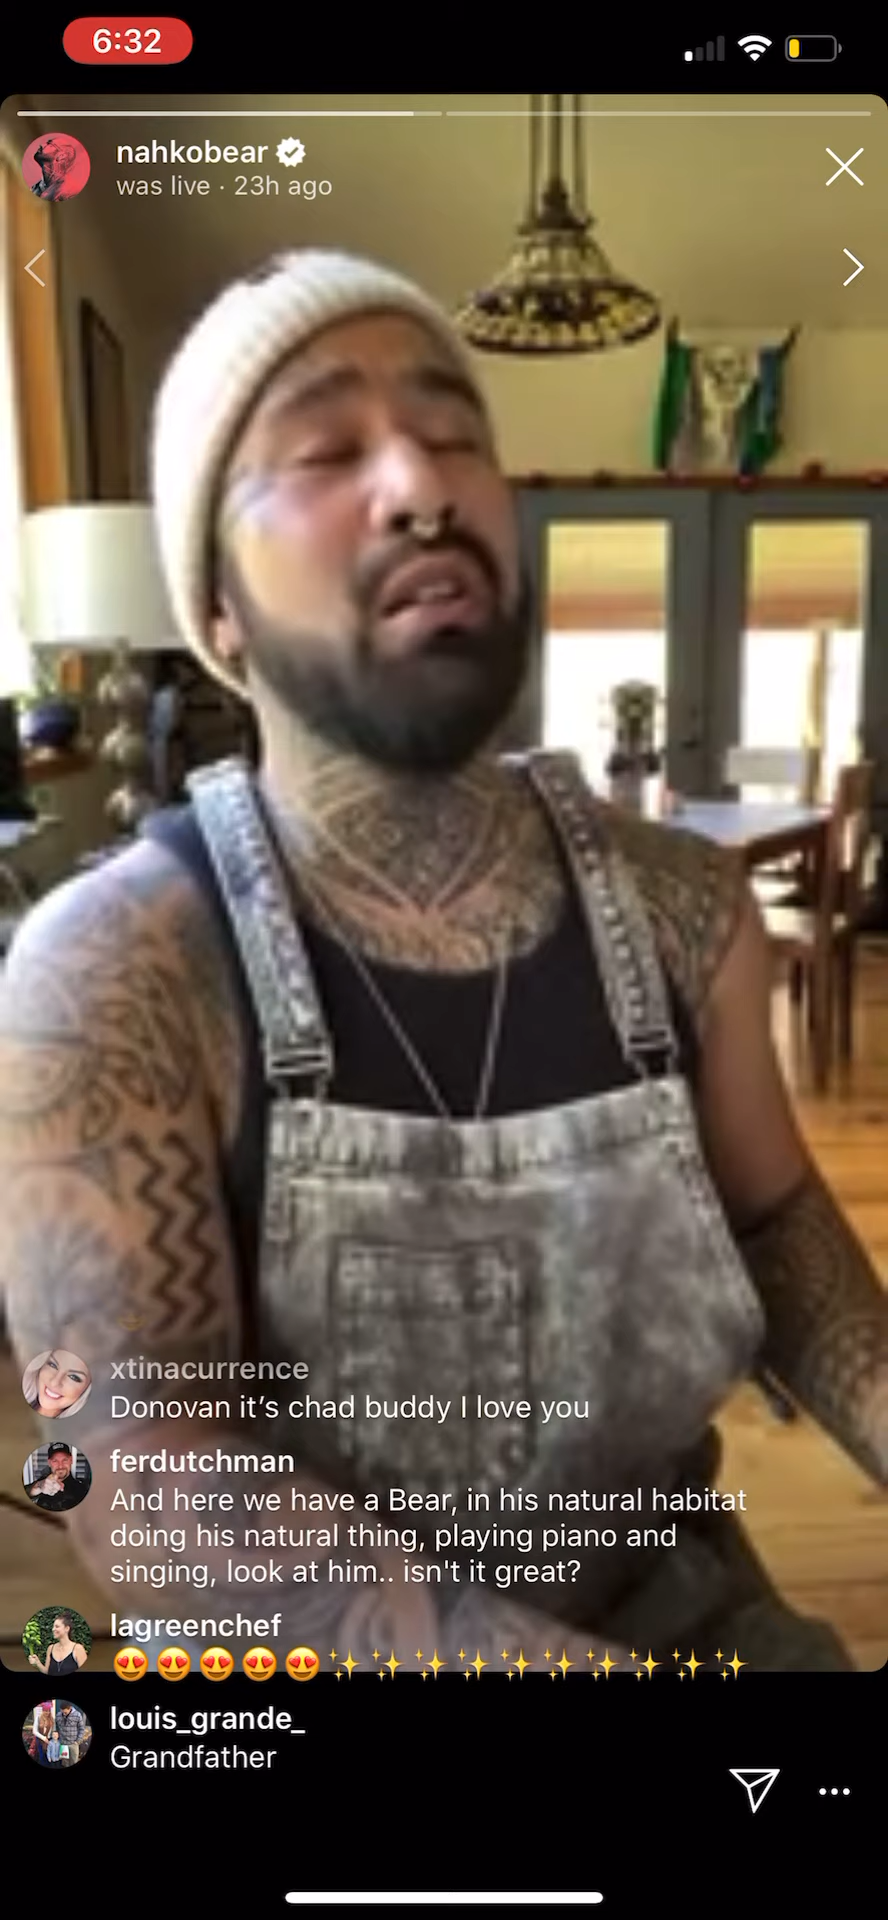 6:32
nahkobear
was live · 23h ago
xtinacurrence
Donovan it’s chad buddy I love you
ferdutchman
And here we have a Bear, in his natural habitat
doing his natural thing, playing piano and
singing, look at him.. isn't it great?
lagreenchef
😍😍😍😍😍✨✨✨✨✨✨✨✨✨✨
louis_grande_
Grandfather